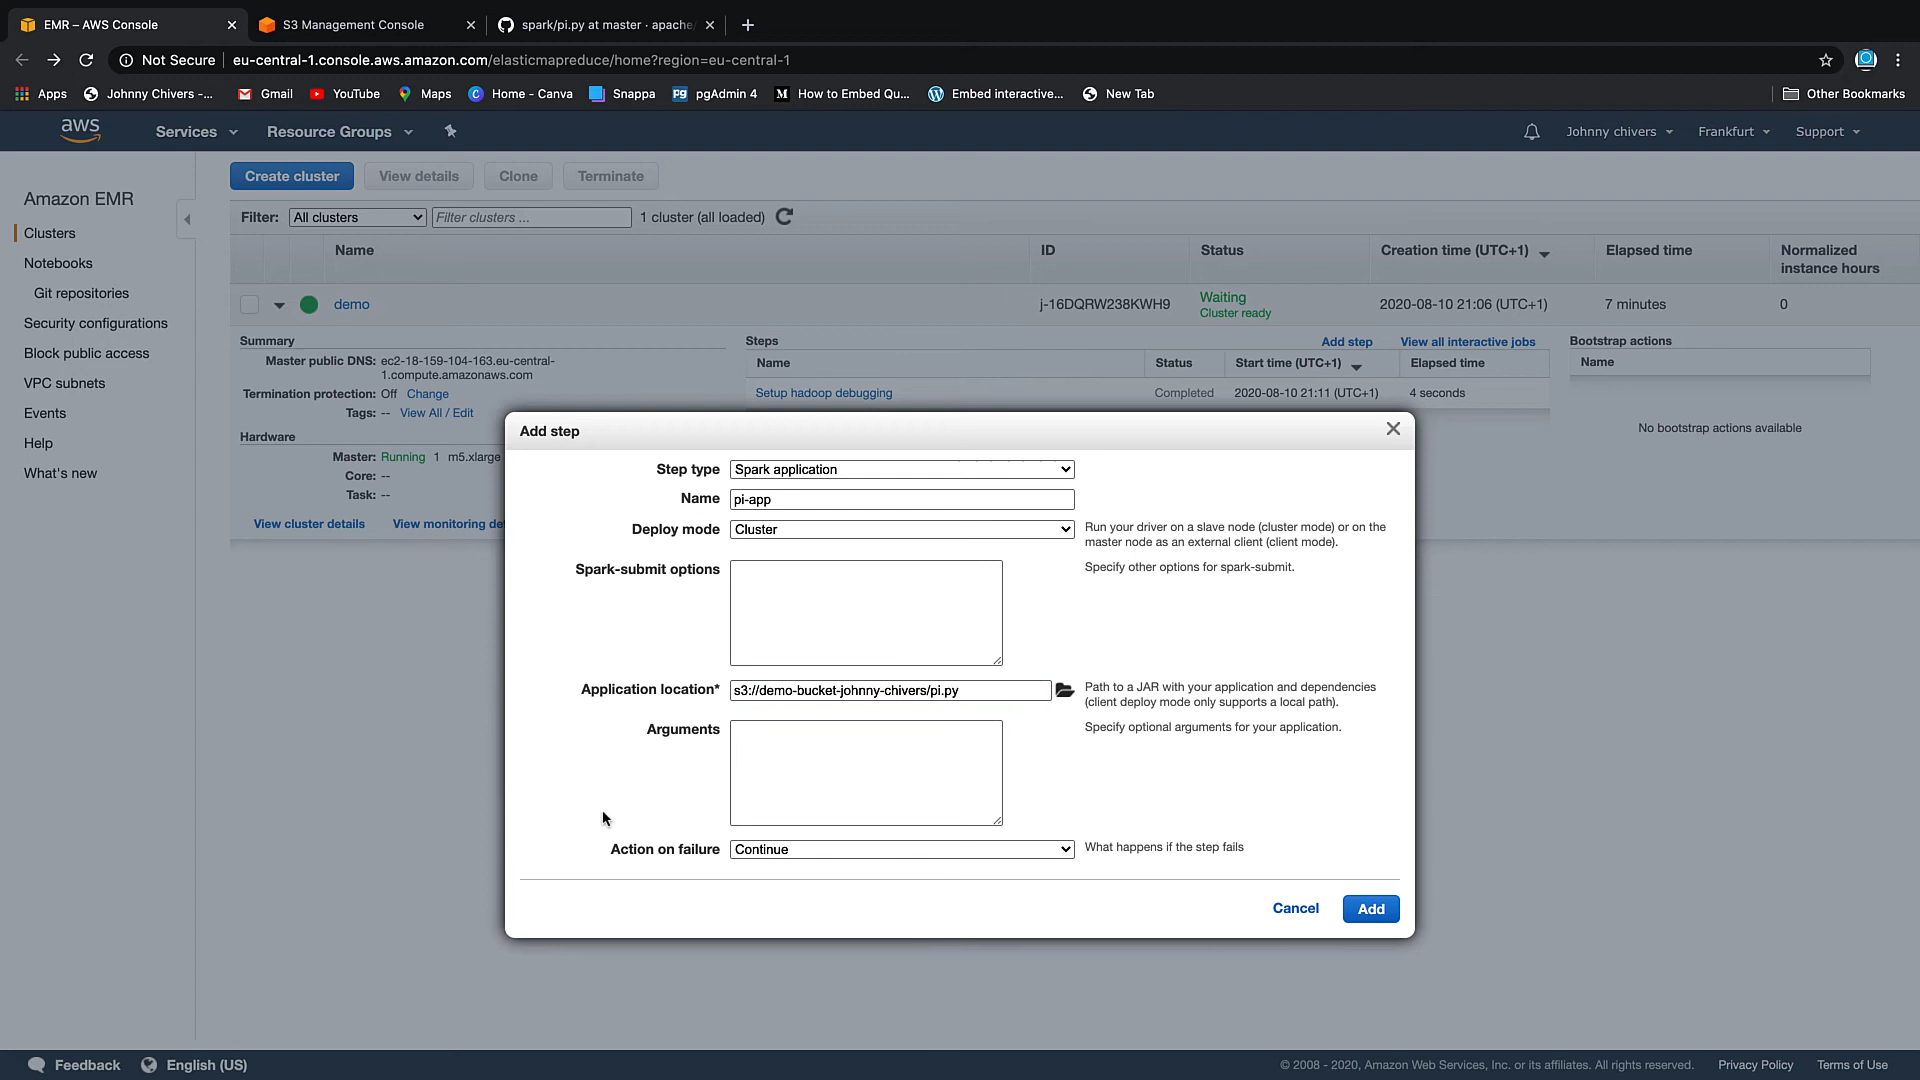 EMR – AWS Console
S3 Management Console
spark/pi.py at master · apache/
Not Secure
eu-central-1.console.aws.amazon.com/elasticmapreduce/home?region=eu-central-1
Apps
Johnny Chivers -...
Gmail
YouTube
Maps
Home - Canva
Snappa
pgAdmin 4
How to Embed Qu...
Embed interactive...
New Tab
Other Bookmarks
aws
Services
Resource Groups
Johnny chivers
Frankfurt
Support
Amazon EMR
Clusters
Notebooks
Git repositories
Security configurations
Block public access
VPC subnets
Events
Help
What's new
Create cluster
View details
Clone
Terminate
Filter:
All clusters
Filter clusters ...
1 cluster (all loaded)
Name
ID
Status
Creation time (UTC+1)
Elapsed time
Normalized
instance hours
demo
j-16DQRW238KWH9
Waiting
Cluster ready
2020-08-10 21:06 (UTC+1)
7 minutes
0
Summary
Master public DNS: ec2-18-159-104-163.eu-central-
1.compute.amazonaws.com
Termination protection: Off Change
Tags: -- View All / Edit
Hardware
Master: Running 1 m5.xlarge
Core: --
Task: --
View cluster details
View monitoring de
Steps
Add step
View all interactive jobs
Name
Status
Start time (UTC+1)
Elapsed time
Setup hadoop debugging
Completed
2020-08-10 21:11 (UTC+1)
4 seconds
Bootstrap actions
Name
No bootstrap actions available
Add step
Step type
Spark application
Name
pi-app
Deploy mode
Cluster
Run your driver on a slave node (cluster mode) or on the
master node as an external client (client mode).
Spark-submit options
Specify other options for spark-submit.
Application location*
s3://demo-bucket-johnny-chivers/pi.py
Path to a JAR with your application and dependencies
(client deploy mode only supports a local path).
Arguments
Specify optional arguments for your application.
Action on failure
Continue
What happens if the step fails
Cancel
Add
Feedback
English (US)
© 2008 - 2020, Amazon Web Services, Inc. or its affiliates. All rights reserved.
Privacy Policy
Terms of Use